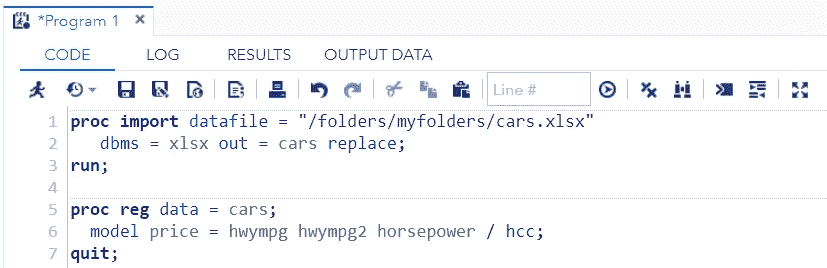 *Program 1 ×
CODE LOG RESULTS OUTPUT DATA
Line #
1 proc import datafile = "/folders/myfolders/cars.xlsx"
2 dbms = xlsx out = cars replace;
3 run;
4
5 proc reg data = cars;
6 model price = hwympg hwympg2 horsepower / hcc;
7 quit;